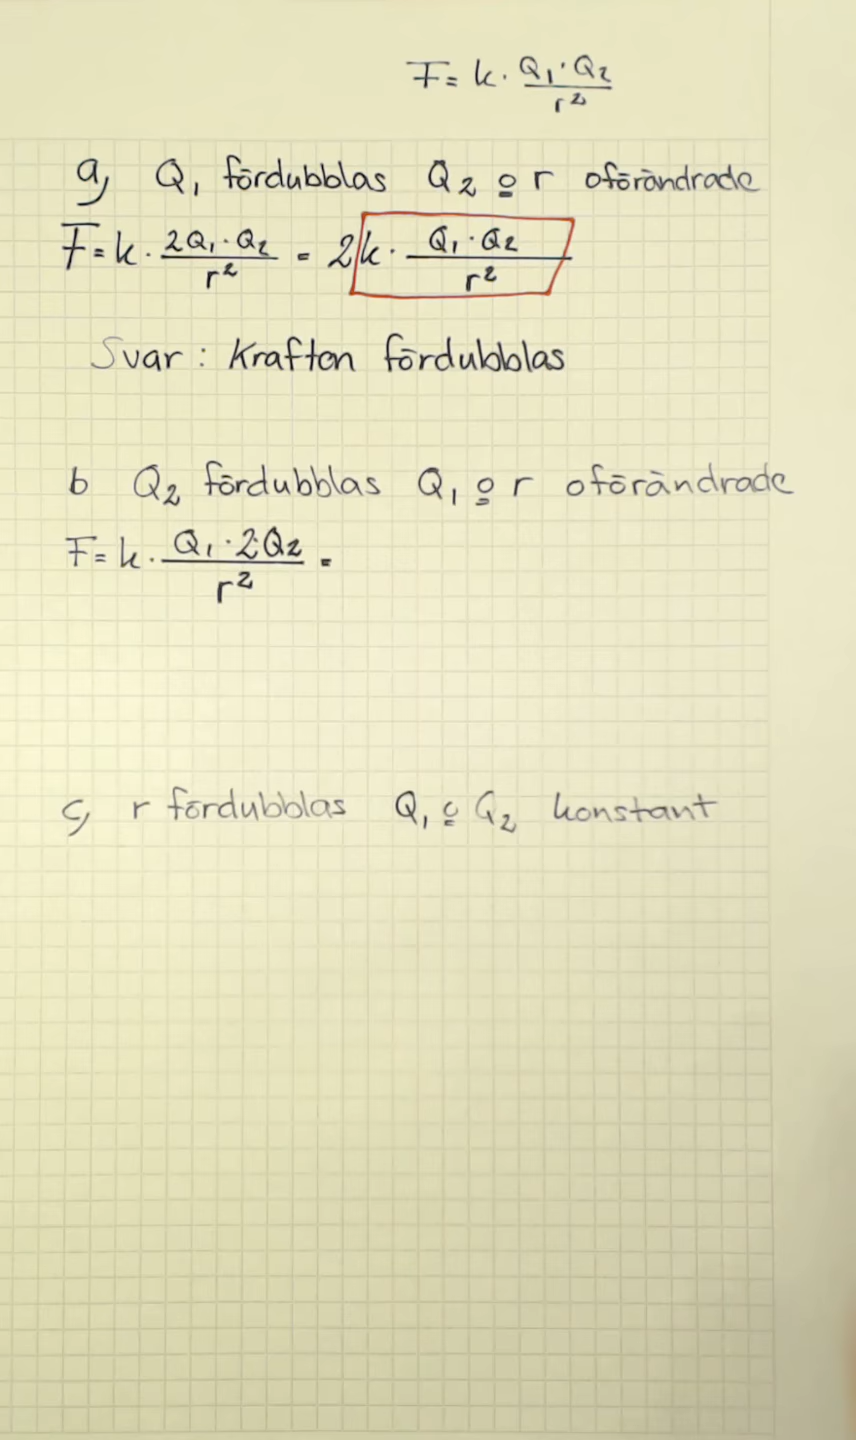 F = k · Q₁ · Q₂ / r²
a) Q₁ fördubblas Q₂ o r oförändrade
F = k · 2Q₁ · Q₂ / r² = 2k · Q₁ · Q₂ / r²
Svar : Kraften fördubblas
b Q₂ fördubblas Q₁ o r oförändrade
F = k · Q₁ · 2Q₂ / r² =
c) r fördubblas Q₁ o Q₂ konstant